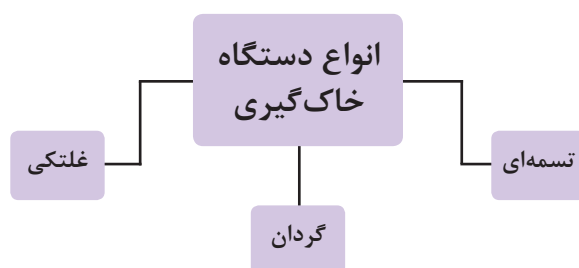 انواع دستگاه
خاک‌گیری
تسمه‌ای
غلتکی
گردان